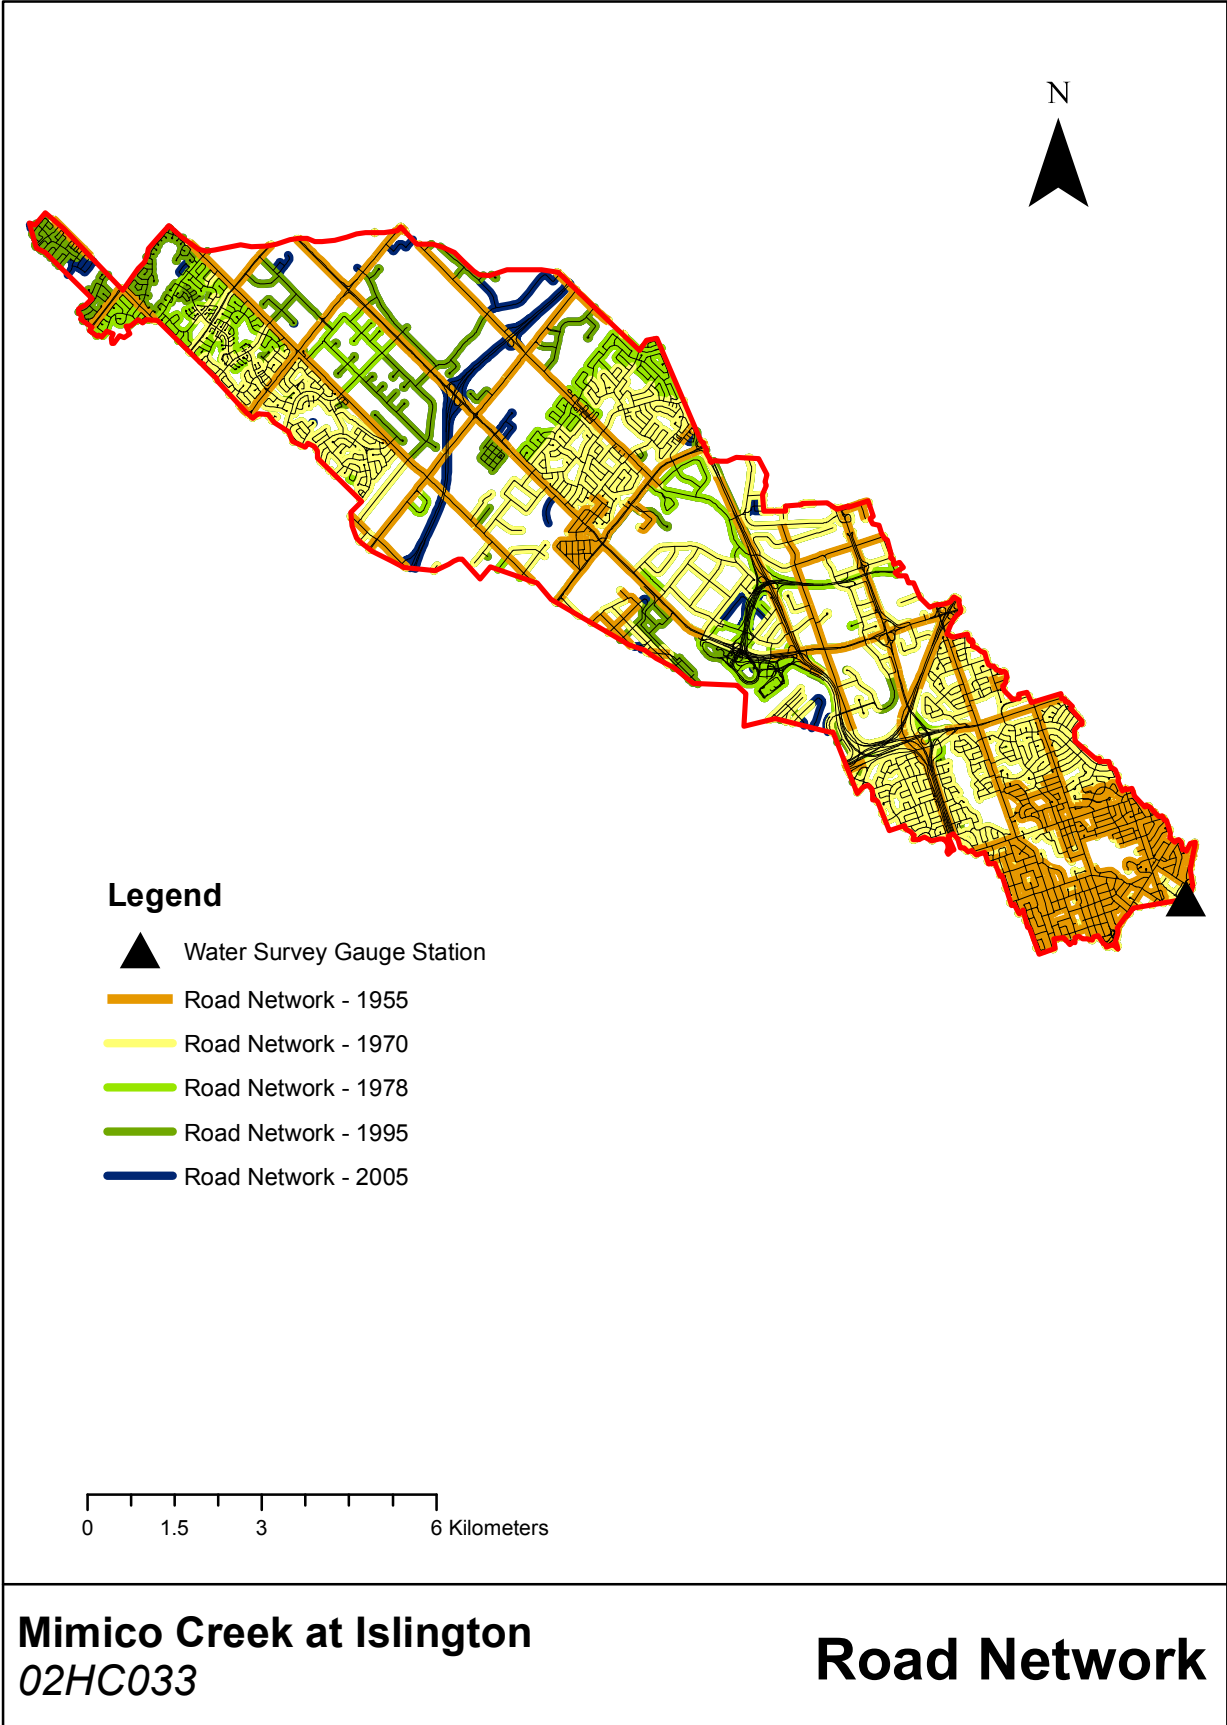 N
Legend
Water Survey Gauge Station
Road Network - 1955
Road Network - 1970
Road Network - 1978
Road Network - 1995
Road Network - 2005
0 1.5 3 6 Kilometers
Mimico Creek at Islington
02HC033
Road Network